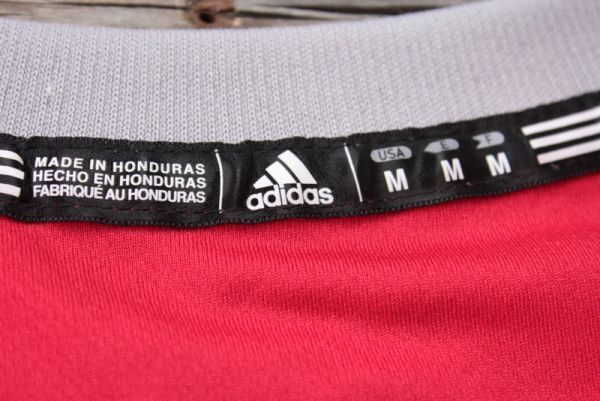 MADE IN HONDURAS
HECHO EN HONDURAS
FABRIQUÉ AU HONDURAS
adidas
USA E F
M M M